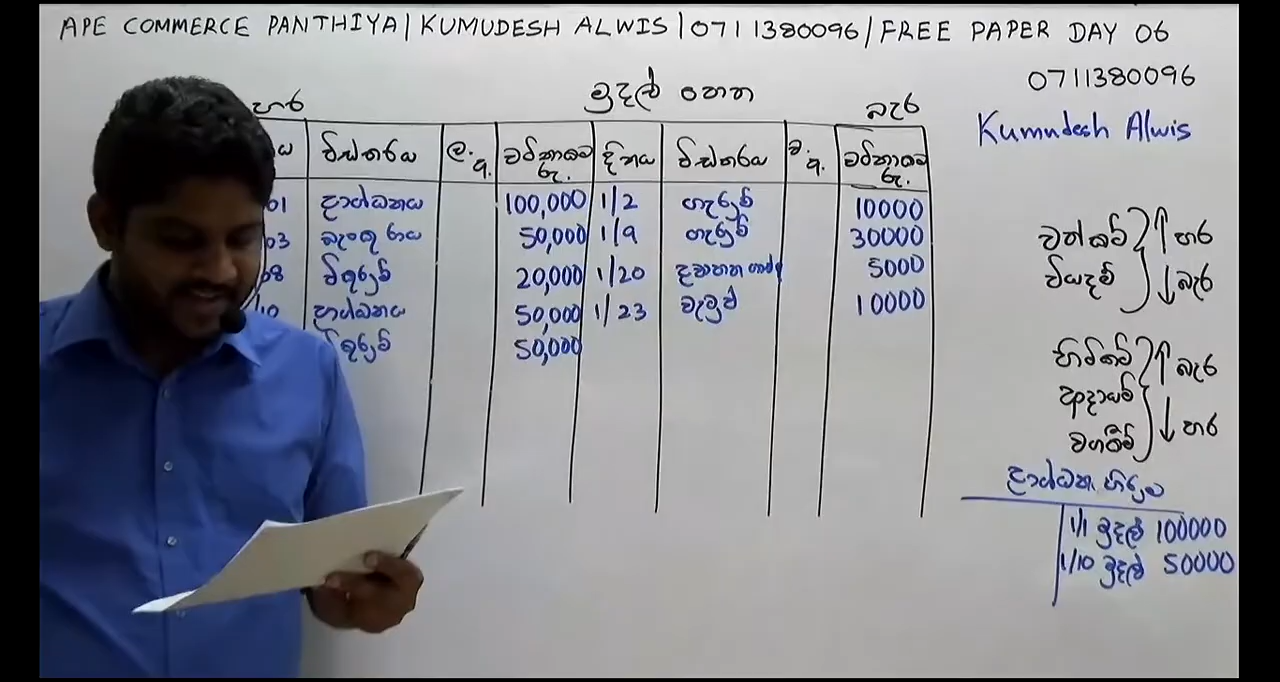 APE COMMERCE PANTHIYA | KUMUDESH ALWIS | 0711380096 / FREE PAPER DAY 06
0711380096
Kumudesh Alwis
හර මුදල් පොත බැර
ය විස්තරය ල. අ. වටිනාකම රු. දිනය විස්තරය ව. අ. වටිනාකම රු.
01 ප්‍රාග්ධනය 100,000 1/2 ගැණුම් 10000
03 බැංකු ණය 50,000 1/9 ගැණුම් 30000
08 විකුණුම් 20,000 1/20 5000
10 ප්‍රාග්ධනය 50,000 1/23 වැටුප් 10000
විකුණුම් 50,000
වත්කම් ↑ හර
වියදම් ↓ බැර
හිමිකම් ↑ බැර
ආදායම්
වගකීම් ↓ හර
ප්‍රාග්ධන ගිණුම
1/1 මුදල් 100000
1/10 මුදල් 50000